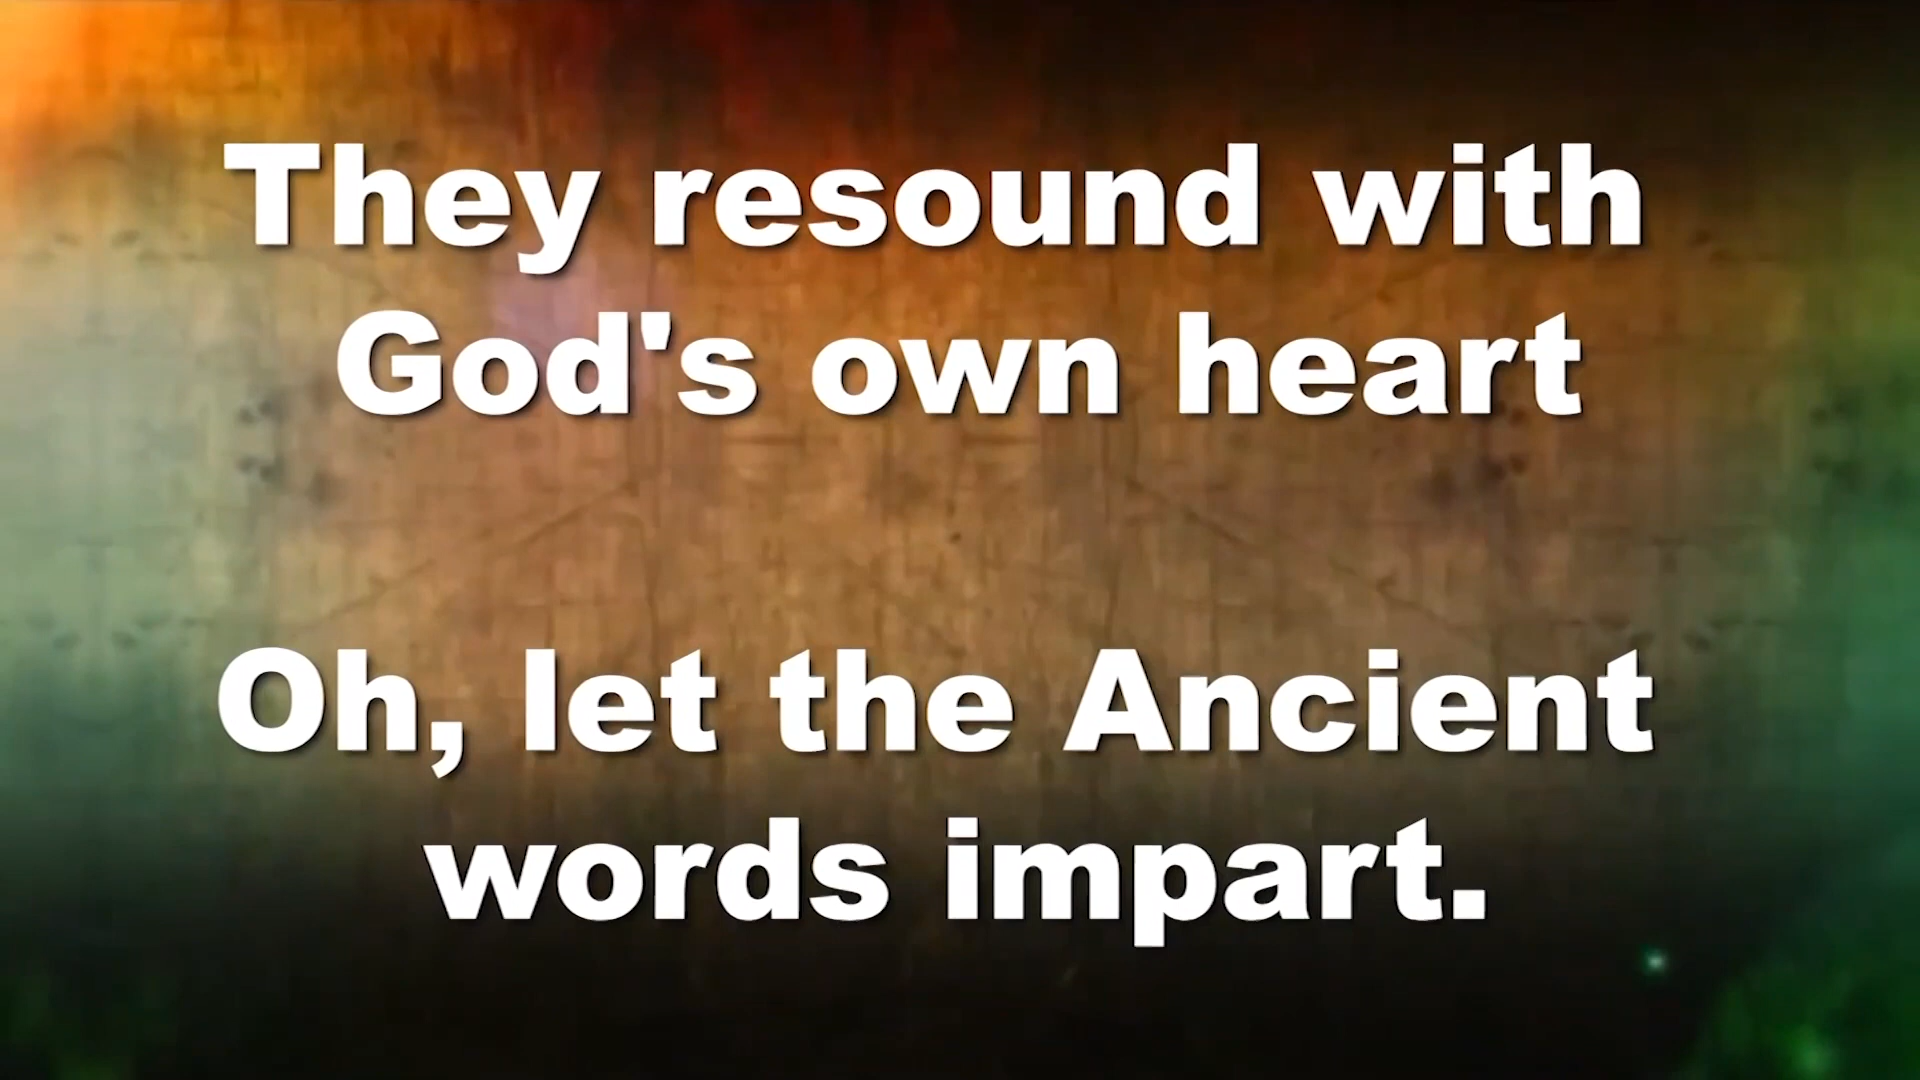 They resound with
God's own heart
Oh, let the Ancient
words impart.